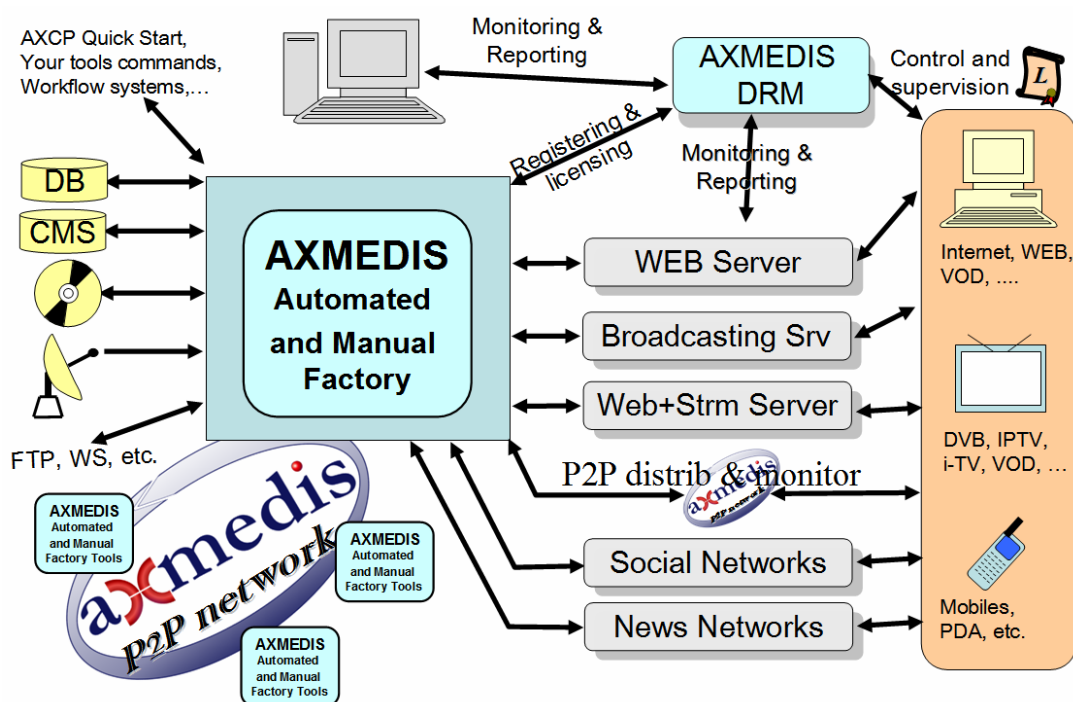 AXCP Quick Start,
Your tools commands,
Workflow systems,...
Monitoring &
Reporting
AXMEDIS
DRM
Control and
supervision
L
Registering &
licensing
Monitoring &
Reporting
DB
CMS
FTP, WS, etc.
AXMEDIS
Automated
and Manual
Factory
WEB Server
Broadcasting Srv
Web+Strm Server
P2P distrib & monitor
axmedis
P2P network
Social Networks
News Networks
Internet, WEB,
VOD, ....
DVB, IPTV,
i-TV, VOD, ...
Mobiles,
PDA, etc.
axmedis
P2P network
AXMEDIS
Automated
and Manual
Factory Tools
AXMEDIS
Automated
and Manual
Factory Tools
AXMEDIS
Automated
and Manual
Factory Tools